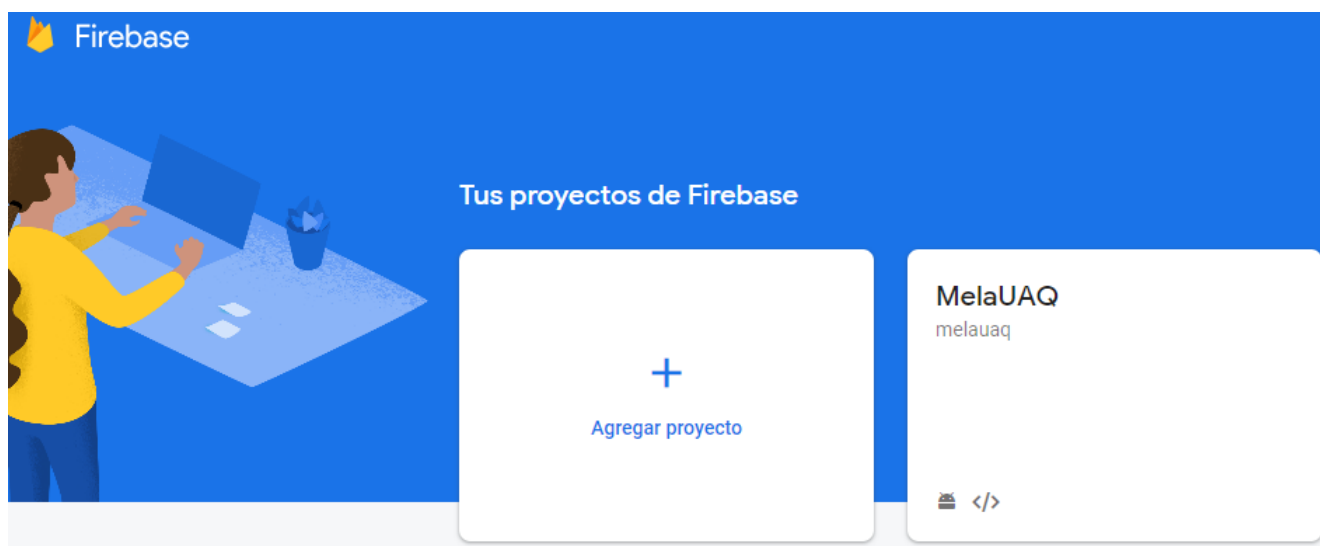 Firebase
Tus proyectos de Firebase
+
Agregar proyecto
MelaUAQ
melauaq
</>